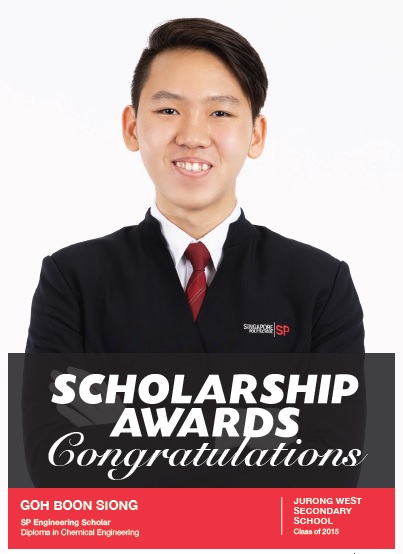 SINGAPORE
POLYTECHNIC
SP
SCHOLARSHIP
AWARDS
Congratulations
GOH BOON SIONG
SP Engineering Scholar
Diploma in Chemical Engineering
JURONG WEST
SECONDARY
SCHOOL
Class of 2015